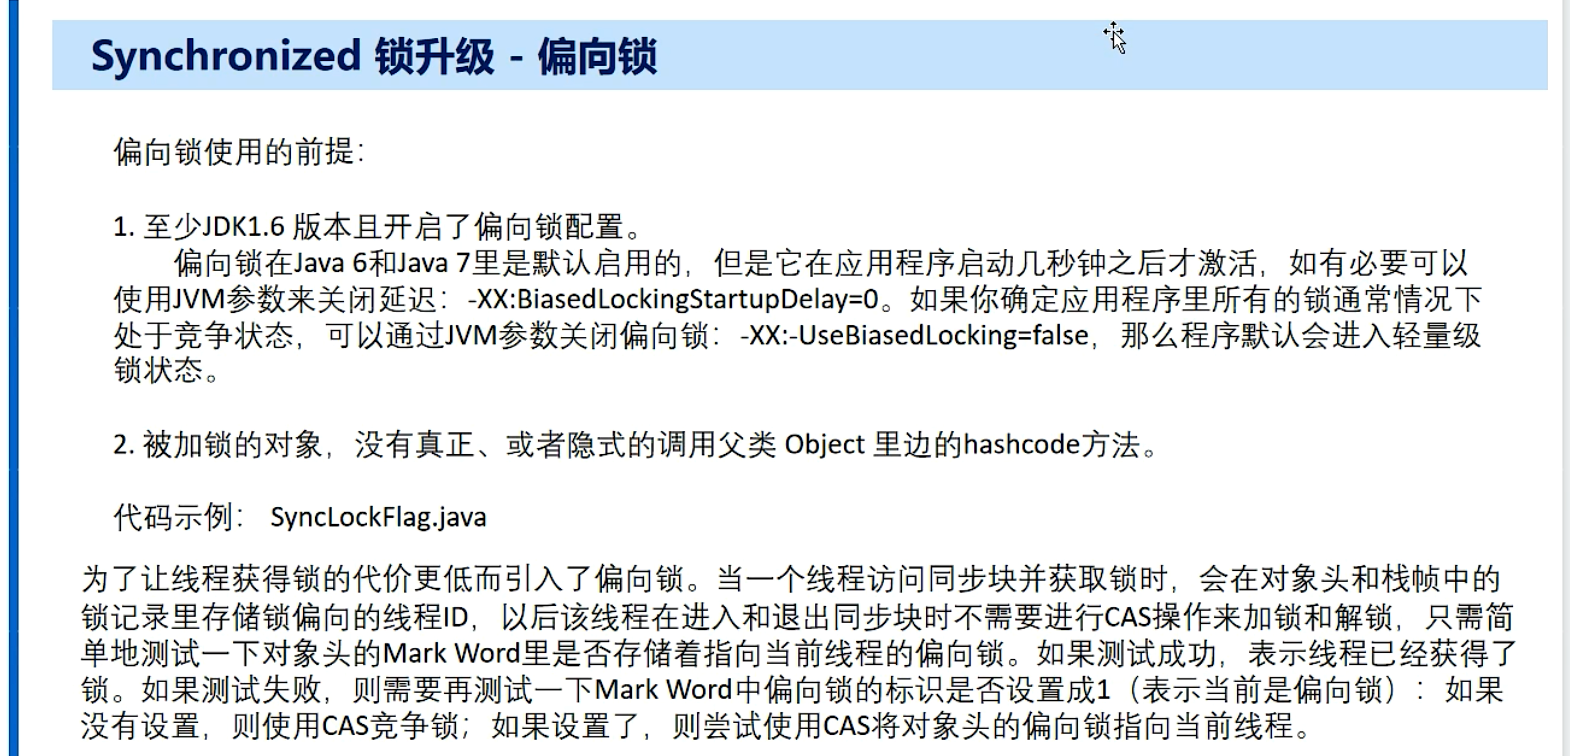 Synchronized 锁升级 - 偏向锁
偏向锁使用的前提：
1. 至少JDK1.6 版本且开启了偏向锁配置。
偏向锁在Java 6和Java 7里是默认启用的，但是它在应用程序启动几秒钟之后才激活，如有必要可以
使用JVM参数来关闭延迟：-XX:BiasedLockingStartupDelay=0。如果你确定应用程序里所有的锁通常情况下
处于竞争状态，可以通过JVM参数关闭偏向锁：-XX:-UseBiasedLocking=false，那么程序默认会进入轻量级
锁状态。
2. 被加锁的对象，没有真正、或者隐式的调用父类 Object 里边的hashcode方法。
代码示例： SyncLockFlag.java
为了让线程获得锁的代价更低而引入了偏向锁。当一个线程访问同步块并获取锁时，会在对象头和栈帧中的
锁记录里存储锁偏向的线程ID，以后该线程在进入和退出同步块时不需要进行CAS操作来加锁和解锁，只需简
单地测试一下对象头的Mark Word里是否存储着指向当前线程的偏向锁。如果测试成功，表示线程已经获得了
锁。如果测试失败，则需要再测试一下Mark Word中偏向锁的标识是否设置成1（表示当前是偏向锁）：如果
没有设置，则使用CAS竞争锁；如果设置了，则尝试使用CAS将对象头的偏向锁指向当前线程。